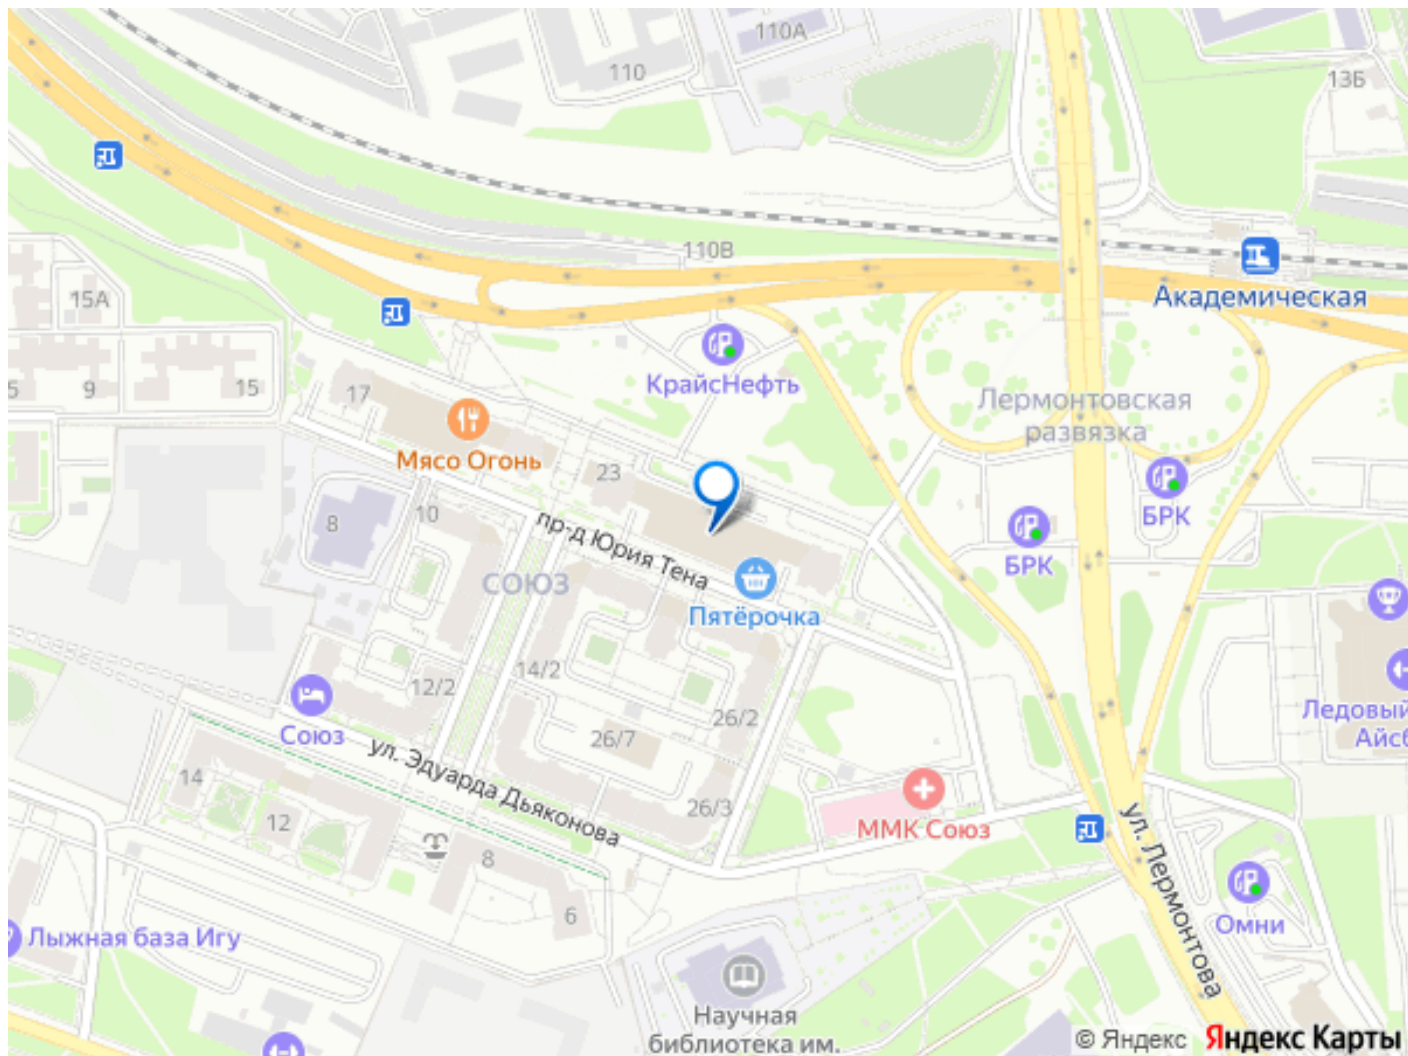 110А
110
13Б
110В
Академическая
15А
КрайсНефть
5
9
15
17
Лермонтовская
развязка
Мясо Огонь
23
БРК
8
10
пр-д Юрия Тена
БРК
СОЮЗ
Пятёрочка
14/2
12/2
Союз
26/2
Ледовый
Айсб
26/7
ул. Эдуарда Дьяконова
14
12
26/3
ММК Союз
ул. Лермонтова
8
6
Омни
Лыжная база Игу
Научная
библиотека им.
© Яндекс Яндекс Карты